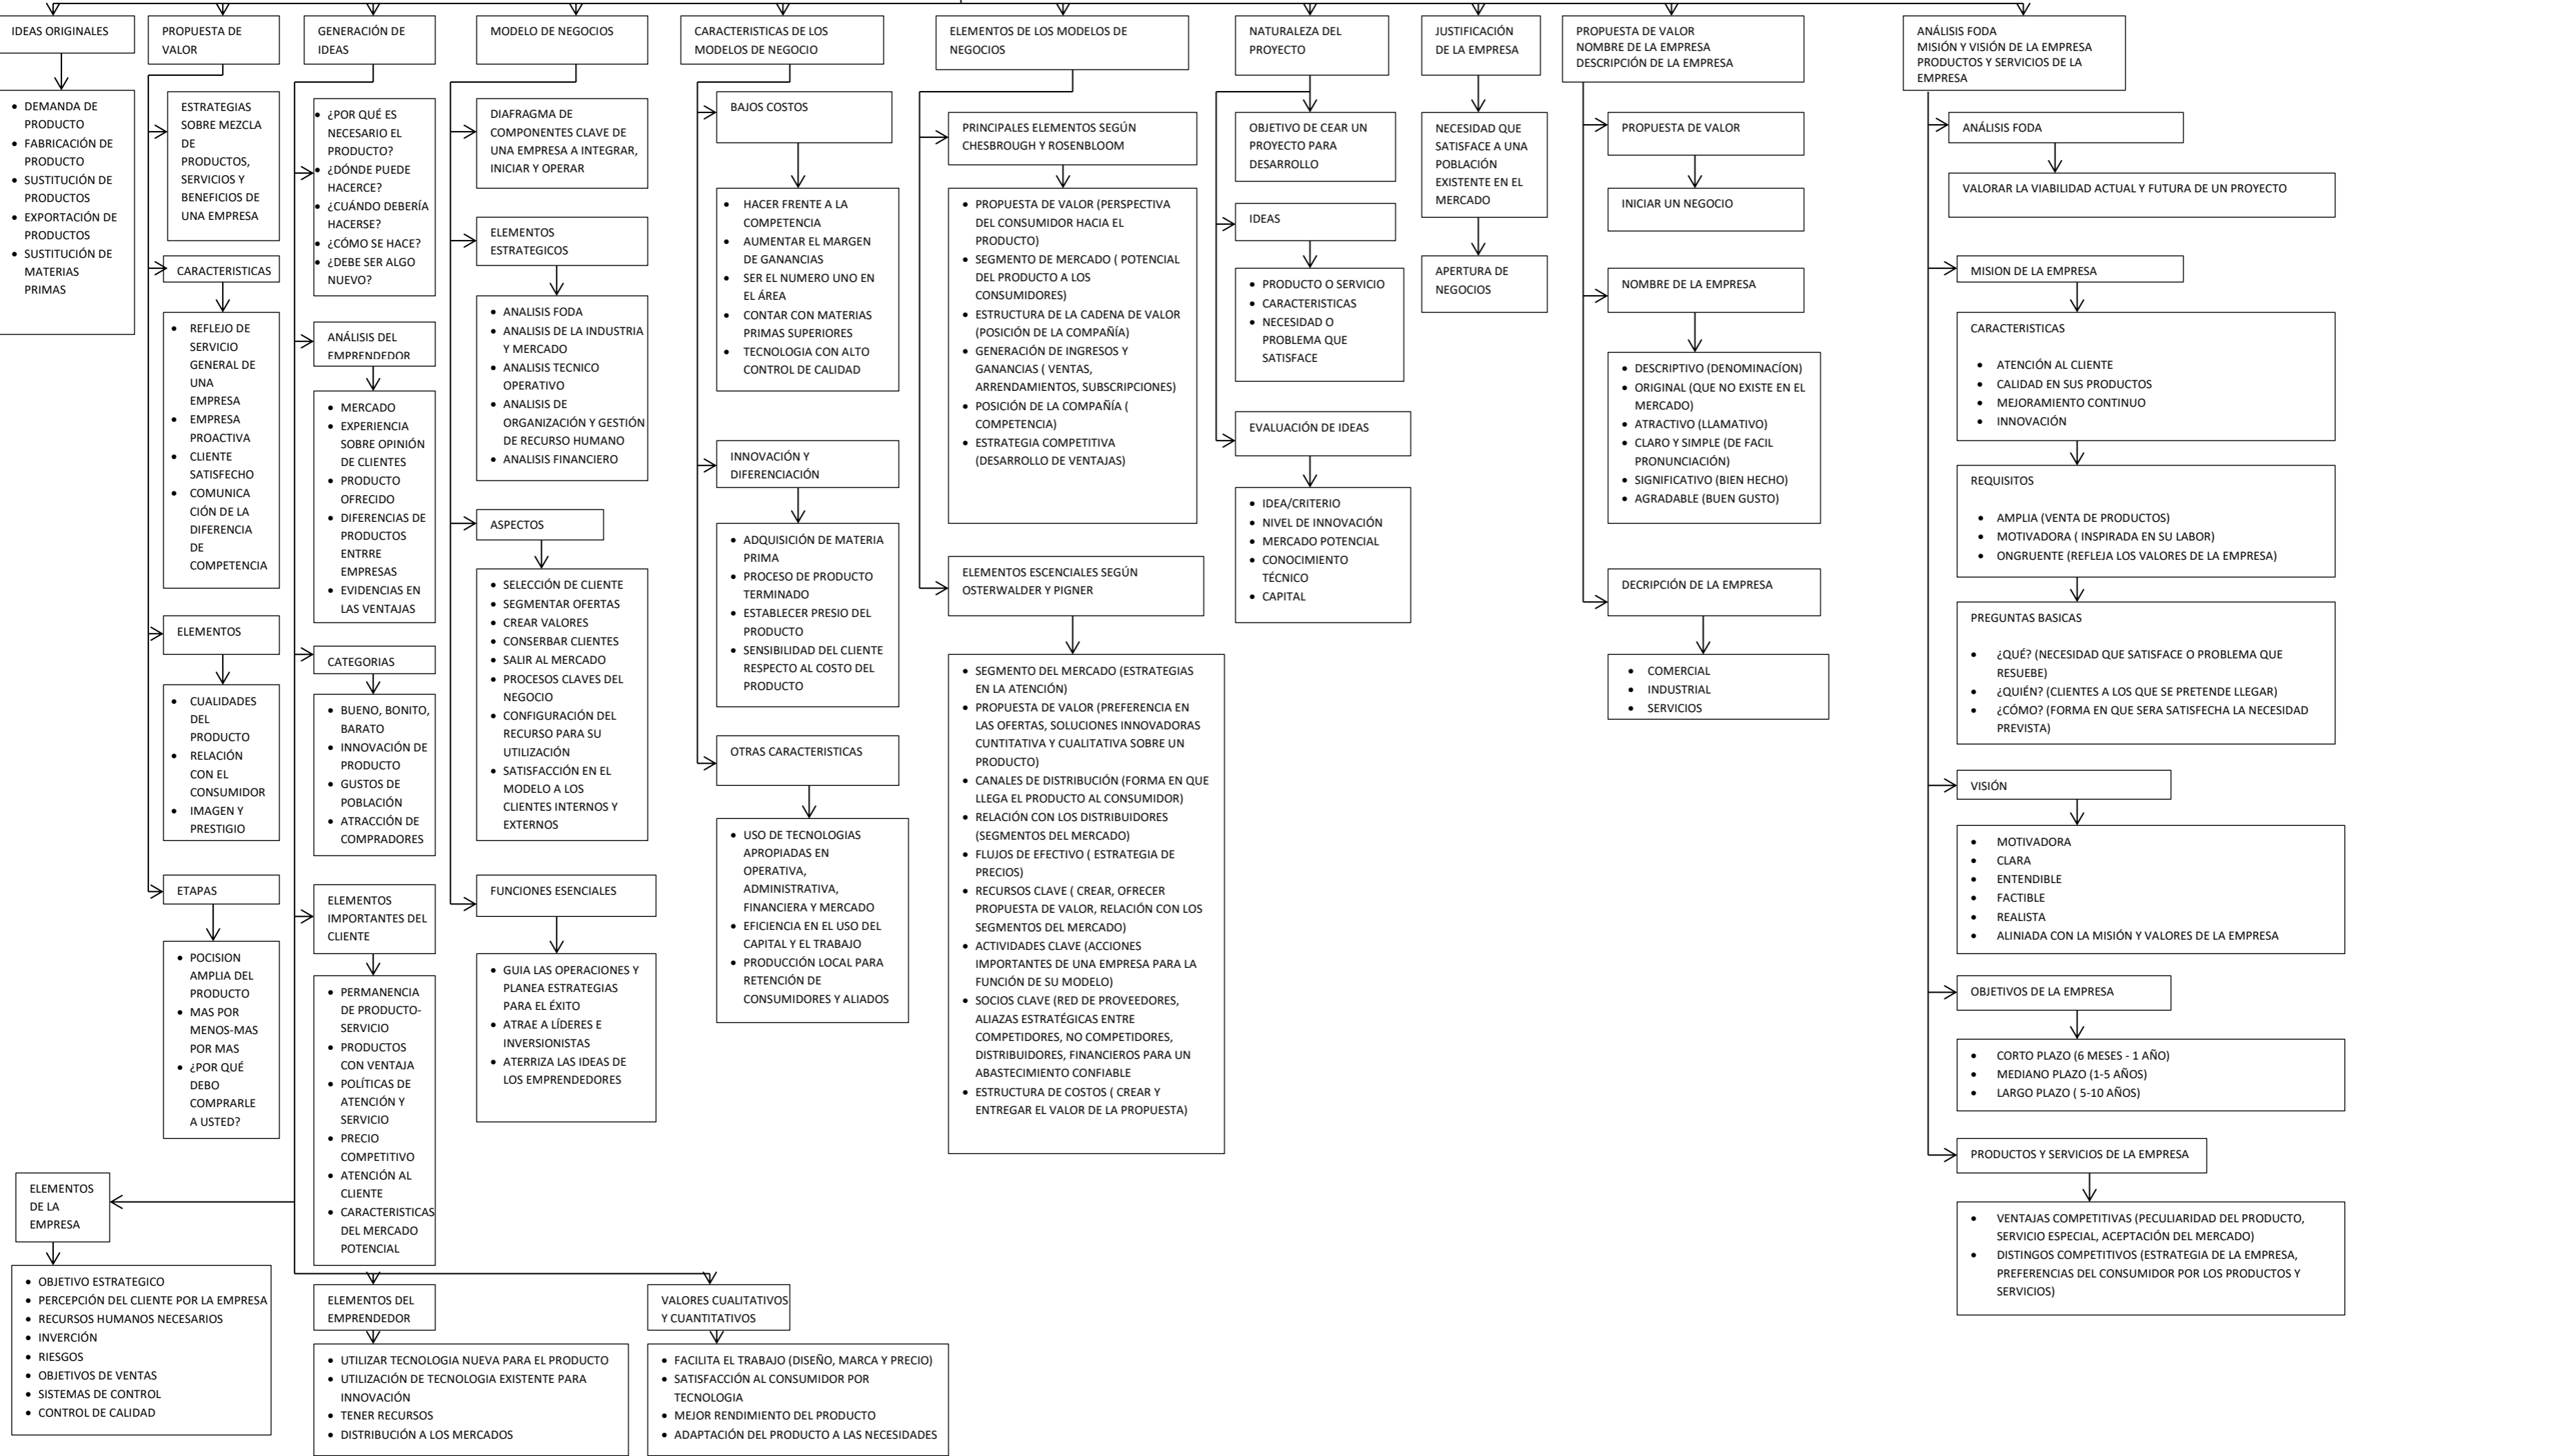 IDEAS ORIGINALES
• DEMANDA DE
PRODUCTO
• FABRICACIÓN DE
PRODUCTO
• SUSTITUCIÓN DE
PRODUCTOS
• EXPORTACIÓN DE
PRODUCTOS
• SUSTITUCIÓN DE
MATERIAS
PRIMAS
PROPUESTA DE
VALOR
ESTRATEGIAS
SOBRE MEZCLA
DE
PRODUCTOS,
SERVICIOS Y
BENEFICIOS DE
UNA EMPRESA
CARACTERISTICAS
• REFLEJO DE
SERVICIO
GENERAL DE
UNA
EMPRESA
• EMPRESA
PROACTIVA
• CLIENTE
SATISFECHO
• COMUNICA
CIÓN DE LA
DIFERENCIA
DE
COMPETENCIA
ELEMENTOS
• CUALIDADES
DEL
PRODUCTO
• RELACIÓN
CON EL
CONSUMIDOR
• IMAGEN Y
PRESTIGIO
ETAPAS
• POCISION
AMPLIA DEL
PRODUCTO
• MAS POR
MENOS-MAS
POR MAS
• ¿POR QUÉ
DEBO
COMPRARLE
A USTED?
GENERACIÓN DE
IDEAS
• ¿POR QUÉ ES
NECESARIO EL
PRODUCTO?
• ¿DÓNDE PUEDE
HACERCE?
• ¿CUÁNDO DEBERÍA
HACERSE?
• ¿CÓMO SE HACE?
• ¿DEBE SER ALGO
NUEVO?
ANÁLISIS DEL
EMPRENDEDOR
• MERCADO
• EXPERIENCIA
SOBRE OPINIÓN
DE CLIENTES
• PRODUCTO
OFRECIDO
• DIFERENCIAS DE
PRODUCTOS
ENTRRE
EMPRESAS
• EVIDENCIAS EN
LAS VENTAJAS
CATEGORIAS
• BUENO, BONITO,
BARATO
• INNOVACIÓN DE
PRODUCTO
• GUSTOS DE
POBLACIÓN
• ATRACCIÓN DE
COMPRADORES
ELEMENTOS
IMPORTANTES DEL
CLIENTE
• PERMANENCIA
DE PRODUCTO-
SERVICIO
• PRODUCTOS
CON VENTAJA
• POLÍTICAS DE
ATENCIÓN Y
SERVICIO
• PRECIO
COMPETITIVO
• ATENCIÓN AL
CLIENTE
• CARACTERISTICAS
DEL MERCADO
POTENCIAL
ELEMENTOS
DE LA
EMPRESA
• OBJETIVO ESTRATEGICO
• PERCEPCIÓN DEL CLIENTE POR LA EMPRESA
• RECURSOS HUMANOS NECESARIOS
• INVERCIÓN
• RIESGOS
• OBJETIVOS DE VENTAS
• SISTEMAS DE CONTROL
• CONTROL DE CALIDAD
ELEMENTOS DEL
EMPRENDEDOR
• UTILIZAR TECNOLOGIA NUEVA PARA EL PRODUCTO
• UTILIZACIÓN DE TECNOLOGIA EXISTENTE PARA
INNOVACIÓN
• TENER RECURSOS
• DISTRIBUCIÓN A LOS MERCADOS
VALORES CUALITATIVOS
Y CUANTITATIVOS
• FACILITA EL TRABAJO (DISEÑO, MARCA Y PRECIO)
• SATISFACCIÓN AL CONSUMIDOR POR
TECNOLOGIA
• MEJOR RENDIMIENTO DEL PRODUCTO
• ADAPTACIÓN DEL PRODUCTO A LAS NECESIDADES
MODELO DE NEGOCIOS
DIAFRAGMA DE
COMPONENTES CLAVE DE
UNA EMPRESA A INTEGRAR,
INICIAR Y OPERAR
ELEMENTOS
ESTRATEGICOS
• ANALISIS FODA
• ANALISIS DE LA INDUSTRIA
Y MERCADO
• ANALISIS TECNICO
OPERATIVO
• ANALISIS DE
ORGANIZACIÓN Y GESTIÓN
DE RECURSO HUMANO
• ANALISIS FINANCIERO
ASPECTOS
• SELECCIÓN DE CLIENTE
• SEGMENTAR OFERTAS
• CREAR VALORES
• CONSERBAR CLIENTES
• SALIR AL MERCADO
• PROCESOS CLAVES DEL
NEGOCIO
• CONFIGURACIÓN DEL
RECURSO PARA SU
UTILIZACIÓN
• SATISFACCIÓN EN EL
MODELO A LOS
CLIENTES INTERNOS Y
EXTERNOS
FUNCIONES ESENCIALES
• GUIA LAS OPERACIONES Y
PLANEA ESTRATEGIAS
PARA EL ÉXITO
• ATRAE A LÍDERES E
INVERSIONISTAS
• ATERRIZA LAS IDEAS DE
LOS EMPRENDEDORES
CARACTERISTICAS DE LOS
MODELOS DE NEGOCIO
BAJOS COSTOS
• HACER FRENTE A LA
COMPETENCIA
• AUMENTAR EL MARGEN
DE GANANCIAS
• SER EL NUMERO UNO EN
EL ÁREA
• CONTAR CON MATERIAS
PRIMAS SUPERIORES
• TECNOLOGIA CON ALTO
CONTROL DE CALIDAD
INNOVACIÓN Y
DIFERENCIACIÓN
• ADQUISICIÓN DE MATERIA
PRIMA
• PROCESO DE PRODUCTO
TERMINADO
• ESTABLECER PRESIO DEL
PRODUCTO
• SENSIBILIDAD DEL CLIENTE
RESPECTO AL COSTO DEL
PRODUCTO
OTRAS CARACTERISTICAS
• USO DE TECNOLOGIAS
APROPIADAS EN
OPERATIVA,
ADMINISTRATIVA,
FINANCIERA Y MERCADO
• EFICIENCIA EN EL USO DEL
CAPITAL Y EL TRABAJO
• PRODUCCIÓN LOCAL PARA
RETENCIÓN DE
CONSUMIDORES Y ALIADOS
ELEMENTOS DE LOS MODELOS DE
NEGOCIOS
PRINCIPALES ELEMENTOS SEGÚN
CHESBROUGH Y ROSENBLOOM
• PROPUESTA DE VALOR (PERSPECTIVA
DEL CONSUMIDOR HACIA EL
PRODUCTO)
• SEGMENTO DE MERCADO ( POTENCIAL
DEL PRODUCTO A LOS
CONSUMIDORES)
• ESTRUCTURA DE LA CADENA DE VALOR
(POSICIÓN DE LA COMPAÑÍA)
• GENERACIÓN DE INGRESOS Y
GANANCIAS ( VENTAS,
ARRENDAMIENTOS, SUBSCRIPCIONES)
• POSICIÓN DE LA COMPAÑÍA (
COMPETENCIA)
• ESTRATEGIA COMPETITIVA
(DESARROLLO DE VENTAJAS)
ELEMENTOS ESCENCIALES SEGÚN
OSTERWALDER Y PIGNER
• SEGMENTO DEL MERCADO (ESTRATEGIAS
EN LA ATENCIÓN)
• PROPUESTA DE VALOR (PREFERENCIA EN
LAS OFERTAS, SOLUCIONES INNOVADORAS
CUNTITATIVA Y CUALITATIVA SOBRE UN
PRODUCTO)
• CANALES DE DISTRIBUCIÓN (FORMA EN QUE
LLEGA EL PRODUCTO AL CONSUMIDOR)
• RELACIÓN CON LOS DISTRIBUIDORES
(SEGMENTOS DEL MERCADO)
• FLUJOS DE EFECTIVO ( ESTRATEGIA DE
PRECIOS)
• RECURSOS CLAVE ( CREAR, OFRECER
PROPUESTA DE VALOR, RELACIÓN CON LOS
SEGMENTOS DEL MERCADO)
• ACTIVIDADES CLAVE (ACCIONES
IMPORTANTES DE UNA EMPRESA PARA LA
FUNCIÓN DE SU MODELO)
• SOCIOS CLAVE (RED DE PROVEEDORES,
ALIAZAS ESTRATÉGICAS ENTRE
COMPETIDORES, NO COMPETIDORES,
DISTRIBUIDORES, FINANCIEROS PARA UN
ABASTECIMIENTO CONFIABLE
• ESTRUCTURA DE COSTOS ( CREAR Y
ENTREGAR EL VALOR DE LA PROPUESTA)
NATURALEZA DEL
PROYECTO
OBJETIVO DE CEAR UN
PROYECTO PARA
DESARROLLO
IDEAS
• PRODUCTO O SERVICIO
• CARACTERISTICAS
• NECESIDAD O
PROBLEMA QUE
SATISFACE
EVALUACIÓN DE IDEAS
• IDEA/CRITERIO
• NIVEL DE INNOVACIÓN
• MERCADO POTENCIAL
• CONOCIMIENTO
TÉCNICO
• CAPITAL
JUSTIFICACIÓN
DE LA EMPRESA
NECESIDAD QUE
SATISFACE A UNA
POBLACIÓN
EXISTENTE EN EL
MERCADO
APERTURA DE
NEGOCIOS
PROPUESTA DE VALOR
NOMBRE DE LA EMPRESA
DESCRIPCIÓN DE LA EMPRESA
PROPUESTA DE VALOR
INICIAR UN NEGOCIO
NOMBRE DE LA EMPRESA
• DESCRIPTIVO (DENOMINACÍON)
• ORIGINAL (QUE NO EXISTE EN EL
MERCADO)
• ATRACTIVO (LLAMATIVO)
• CLARO Y SIMPLE (DE FACIL
PRONUNCIACIÓN)
• SIGNIFICATIVO (BIEN HECHO)
• AGRADABLE (BUEN GUSTO)
DECRIPCIÓN DE LA EMPRESA
• COMERCIAL
• INDUSTRIAL
• SERVICIOS
ANÁLISIS FODA
MISIÓN Y VISIÓN DE LA EMPRESA
PRODUCTOS Y SERVICIOS DE LA
EMPRESA
ANÁLISIS FODA
VALORAR LA VIABILIDAD ACTUAL Y FUTURA DE UN PROYECTO
MISION DE LA EMPRESA
CARACTERISTICAS
• ATENCIÓN AL CLIENTE
• CALIDAD EN SUS PRODUCTOS
• MEJORAMIENTO CONTINUO
• INNOVACIÓN
REQUISITOS
• AMPLIA (VENTA DE PRODUCTOS)
• MOTIVADORA ( INSPIRADA EN SU LABOR)
• ONGRUENTE (REFLEJA LOS VALORES DE LA EMPRESA)
PREGUNTAS BASICAS
• ¿QUÉ? (NECESIDAD QUE SATISFACE O PROBLEMA QUE
RESUEBE)
• ¿QUIÉN? (CLIENTES A LOS QUE SE PRETENDE LLEGAR)
• ¿CÓMO? (FORMA EN QUE SERA SATISFECHA LA NECESIDAD
PREVISTA)
VISIÓN
• MOTIVADORA
• CLARA
• ENTENDIBLE
• FACTIBLE
• REALISTA
• ALINIADA CON LA MISIÓN Y VALORES DE LA EMPRESA
OBJETIVOS DE LA EMPRESA
• CORTO PLAZO (6 MESES - 1 AÑO)
• MEDIANO PLAZO (1-5 AÑOS)
• LARGO PLAZO ( 5-10 AÑOS)
PRODUCTOS Y SERVICIOS DE LA EMPRESA
• VENTAJAS COMPETITIVAS (PECULIARIDAD DEL PRODUCTO,
SERVICIO ESPECIAL, ACEPTACIÓN DEL MERCADO)
• DISTINGOS COMPETITIVOS (ESTRATEGIA DE LA EMPRESA,
PREFERENCIAS DEL CONSUMIDOR POR LOS PRODUCTOS Y
SERVICIOS)